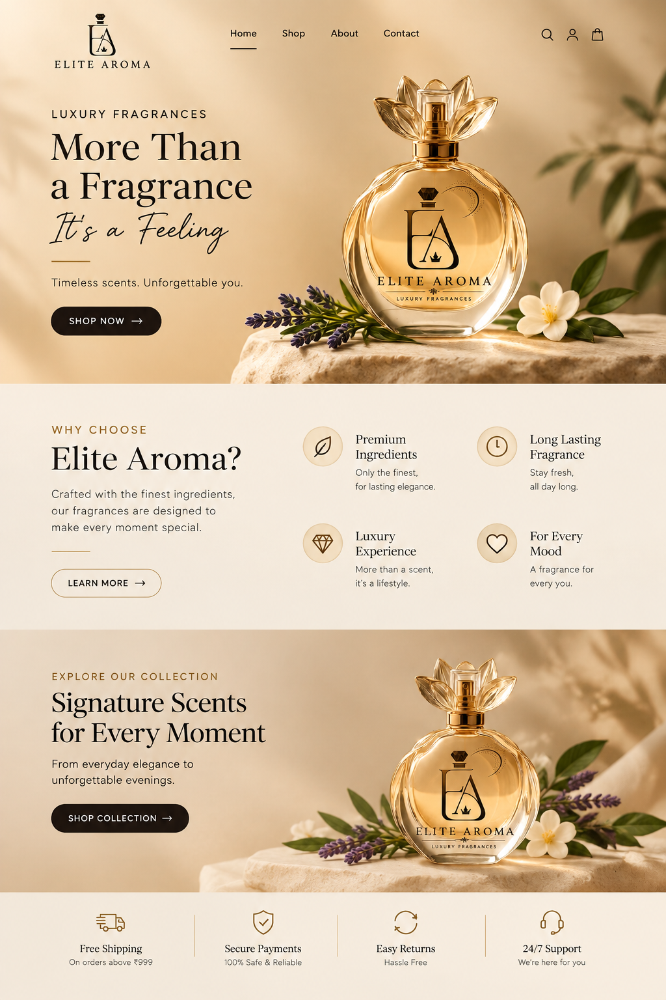 EA
ELITE AROMA
Home Shop About Contact
LUXURY FRAGRANCES
More Than
a Fragrance
It's a Feeling
Timeless scents. Unforgettable you.
SHOP NOW →
EA
ELITE AROMA
LUXURY FRAGRANCES
WHY CHOOSE
Elite Aroma?
Crafted with the finest ingredients,
our fragrances are designed to
make every moment special.
LEARN MORE →
Premium
Ingredients
Only the finest,
for lasting elegance.
Long Lasting
Fragrance
Stay fresh,
all day long.
Luxury
Experience
More than a scent,
it's a lifestyle.
For Every
Mood
A fragrance for
every you.
EXPLORE OUR COLLECTION
Signature Scents
for Every Moment
From everyday elegance to
unforgettable evenings.
SHOP COLLECTION →
EA
ELITE AROMA
LUXURY FRAGRANCES
Free Shipping
On orders above ₹999
Secure Payments
100% Safe & Reliable
Easy Returns
Hassle Free
24/7 Support
We're here for you